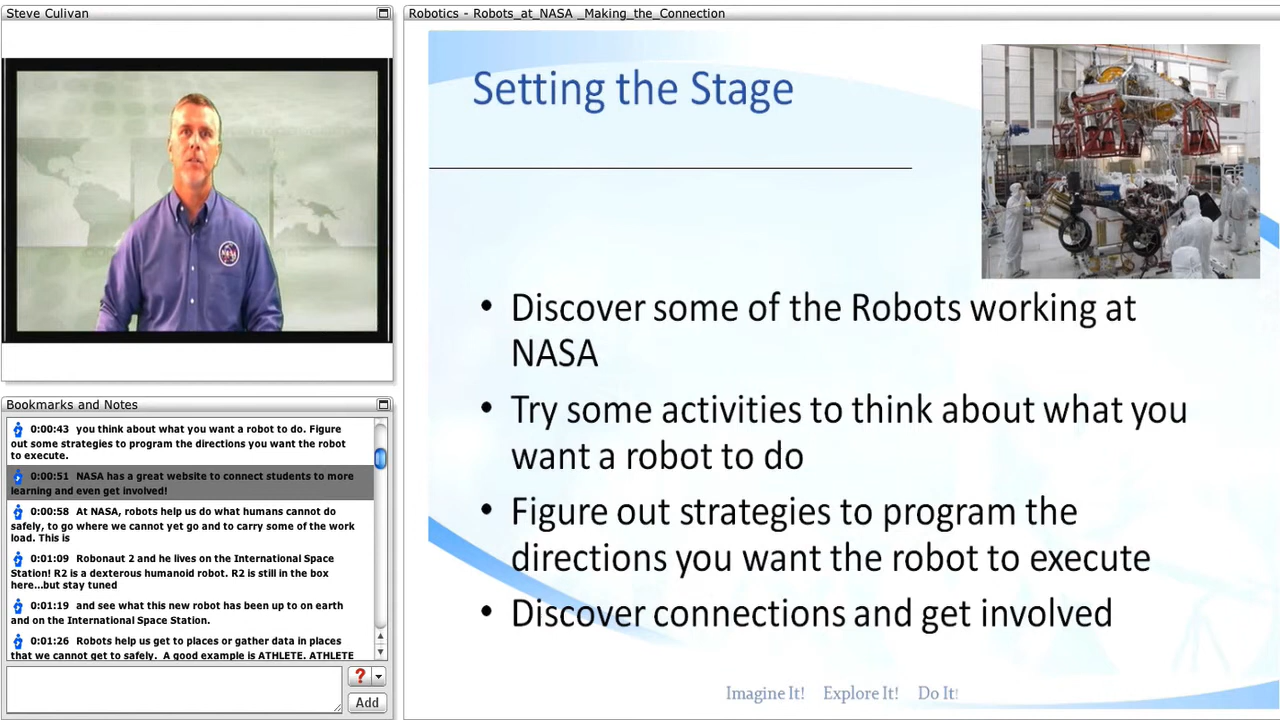 Steve Culivan
NASA
Bookmarks and Notes
0:00:43 you think about what you want a robot to do. Figure
out some strategies to program the directions you want the robot
to execute.
0:00:51 NASA has a great website to connect students to more
learning and even get involved!
0:00:58 At NASA, robots help us do what humans cannot do
safely, to go where we cannot yet go and to carry some of the work
load. This is
0:01:09 Robonaut 2 and he lives on the International Space
Station! R2 is a dexterous humanoid robot. R2 is still in the box
here...but stay tuned
0:01:19 and see what this new robot has been up to on earth
and on the International Space Station.
0:01:26 Robots help us get to places or gather data in places
that we cannot get to safely. A good example is ATHLETE. ATHLETE
?
Add
Robotics - Robots_at_NASA _Making_the_Connection
Setting the Stage
• Discover some of the Robots working at
NASA
• Try some activities to think about what you
want a robot to do
• Figure out strategies to program the
directions you want the robot to execute
• Discover connections and get involved
Imagine It! Explore It! Do It!